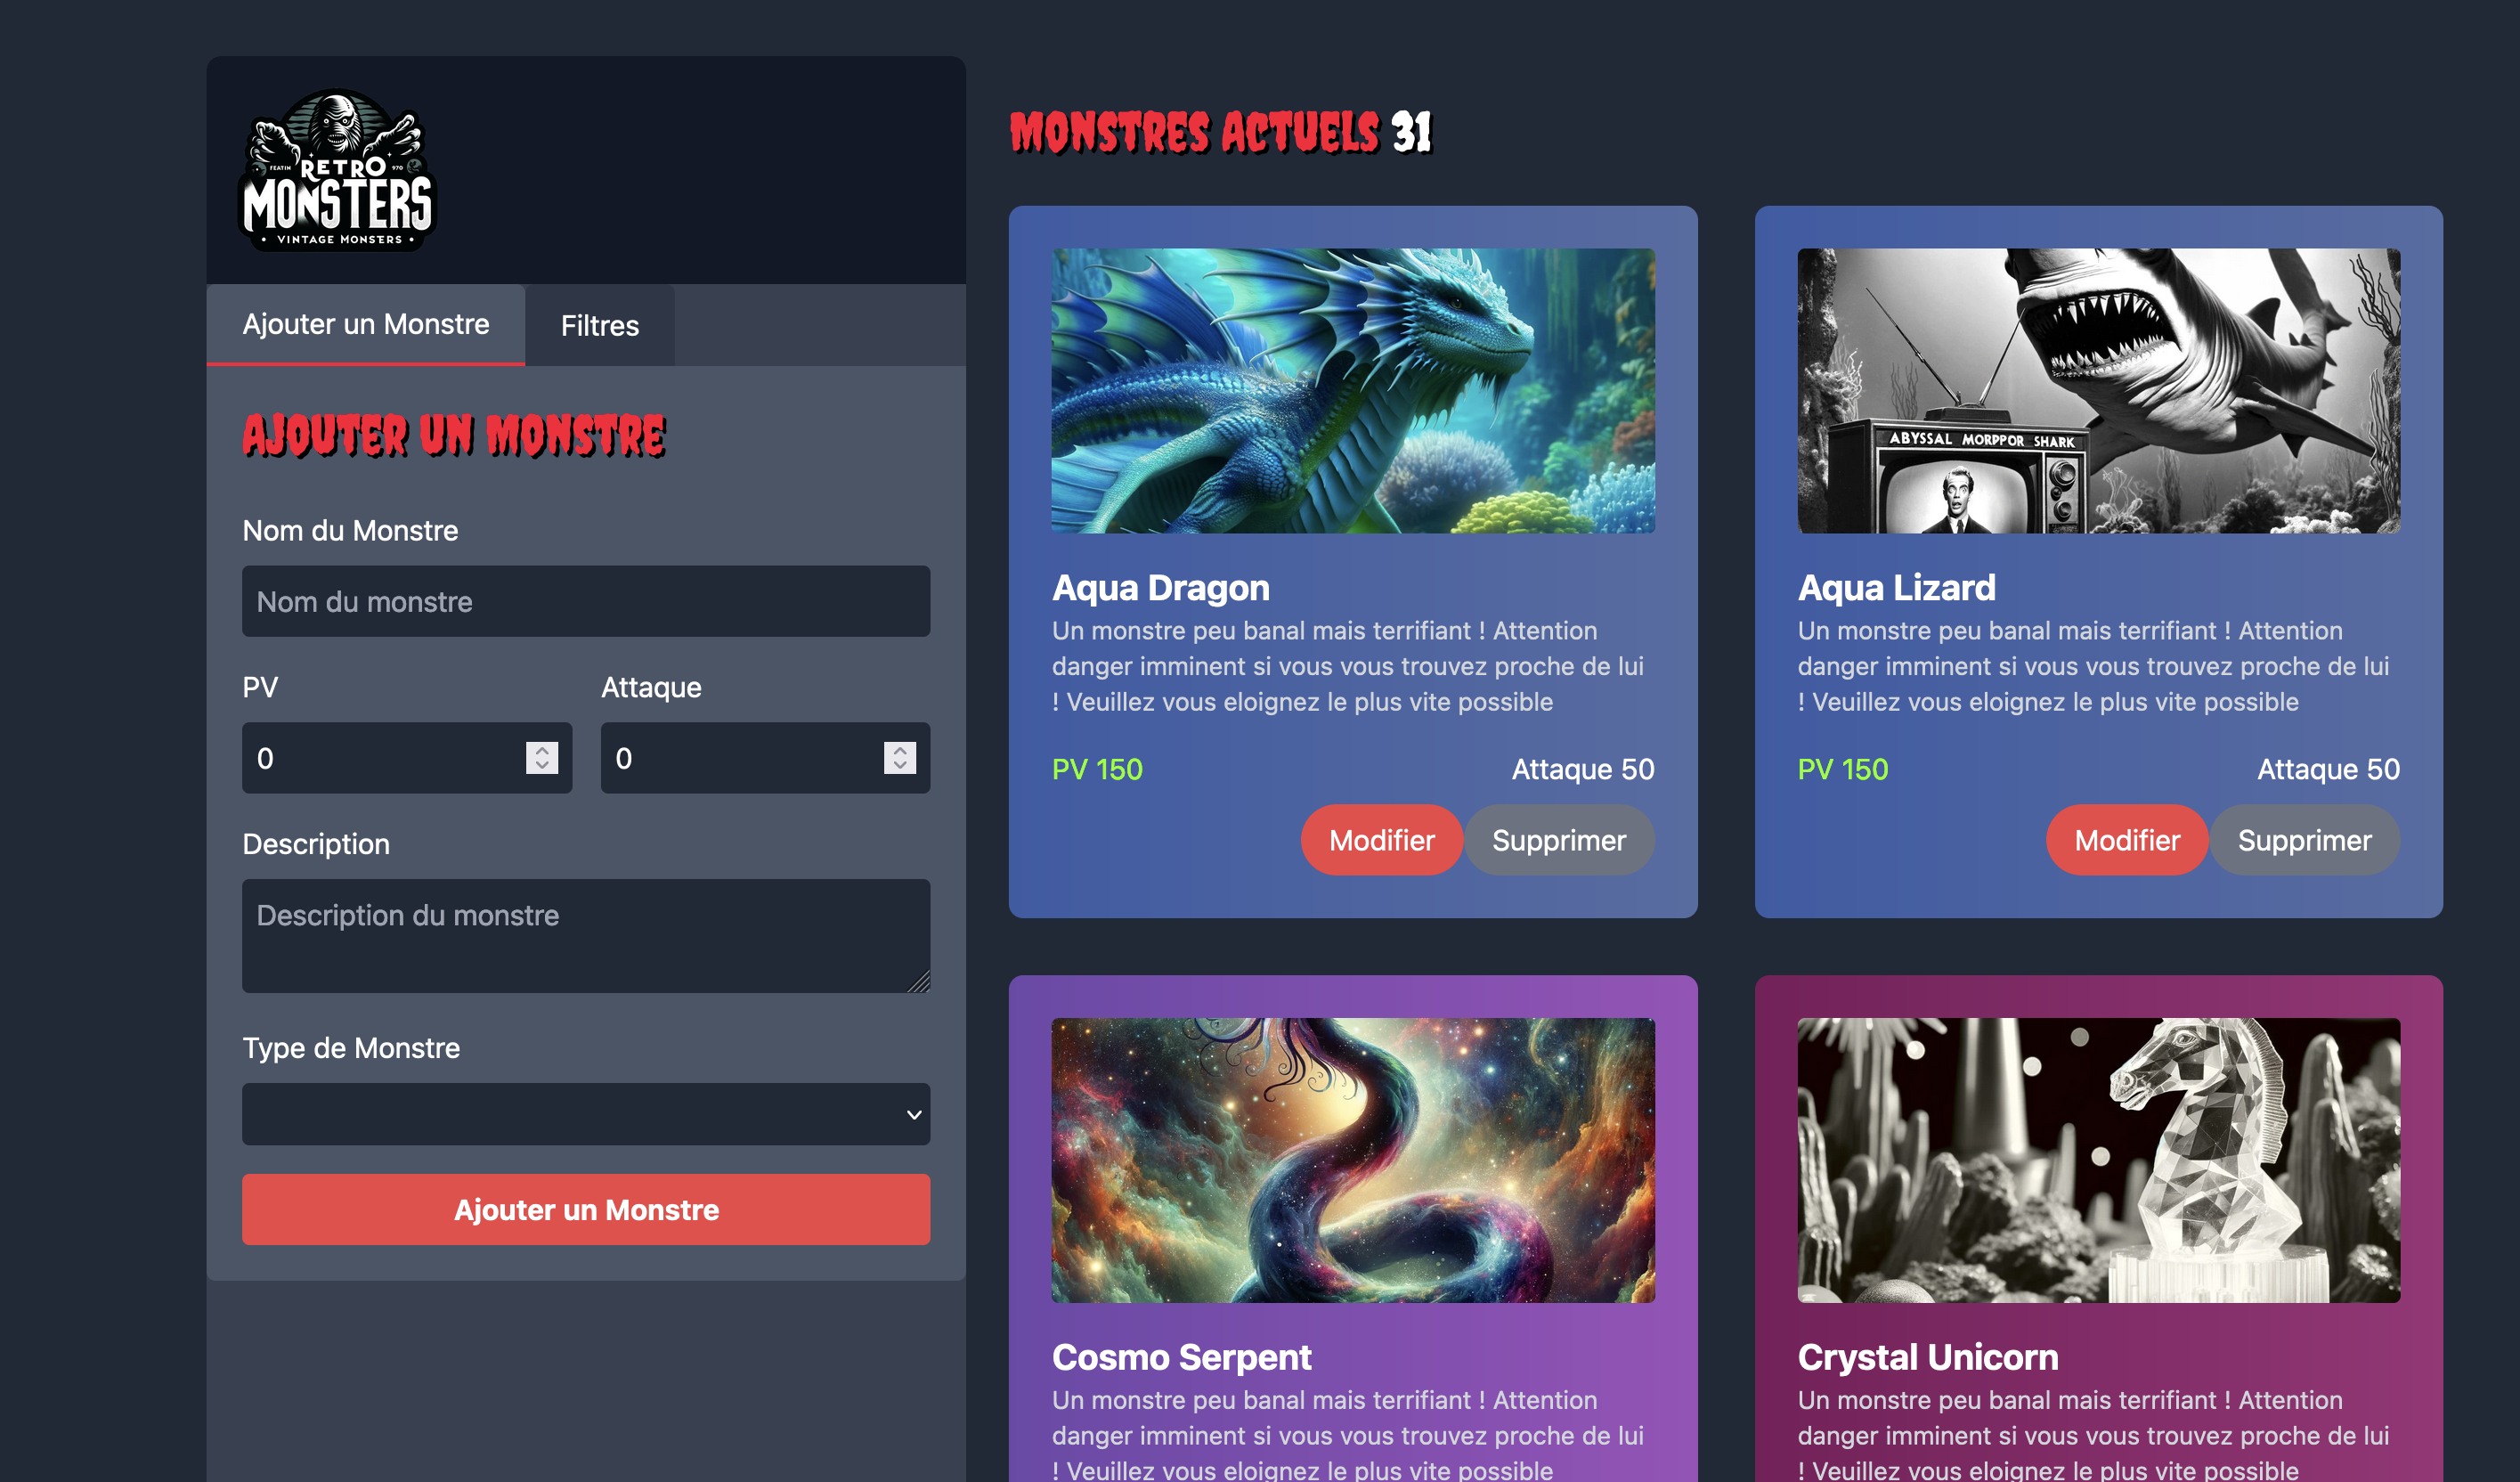 FEATIN
970
RETRO
MONSTERS
• VINTAGE MONSTERS •
Ajouter un Monstre
Filtres
AJOUTER UN MONSTRE
Nom du Monstre
Nom du monstre
PV
Attaque
0
0
Description
Description du monstre
Type de Monstre
Ajouter un Monstre
MONSTRES ACTUELS 31
ABYSSAL MORPPOR SHARK
Aqua Dragon
Un monstre peu banal mais terrifiant ! Attention
danger imminent si vous vous trouvez proche de lui
! Veuillez vous eloignez le plus vite possible
PV 150
Attaque 50
Modifier
Supprimer
Aqua Lizard
Un monstre peu banal mais terrifiant ! Attention
danger imminent si vous vous trouvez proche de lui
! Veuillez vous eloignez le plus vite possible
PV 150
Attaque 50
Modifier
Supprimer
Cosmo Serpent
Un monstre peu banal mais terrifiant ! Attention
danger imminent si vous vous trouvez proche de lui
! Veuillez vous eloignez le plus vite possible
Crystal Unicorn
Un monstre peu banal mais terrifiant ! Attention
danger imminent si vous vous trouvez proche de lui
! Veuillez vous eloignez le plus vite possible